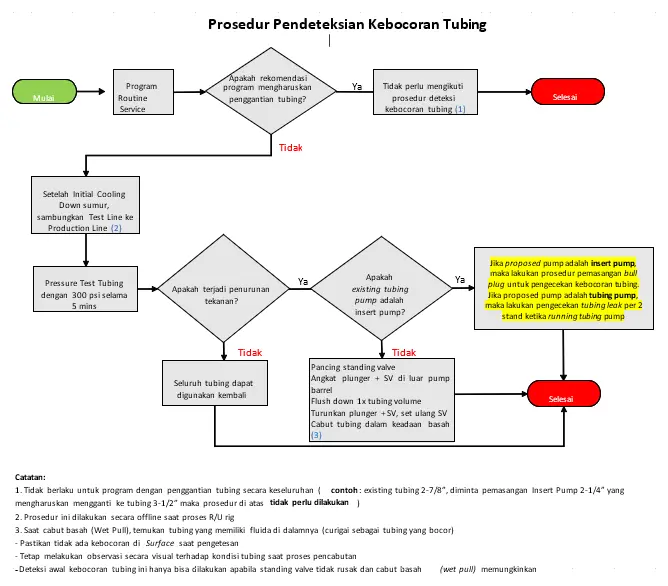 Prosedur Pendeteksian Kebocoran Tubing
Mulai
Program
Routine
Service
Apakah rekomendasi
program mengharuskan
penggantian tubing?
Ya
Tidak perlu mengikuti
prosedur deteksi
kebocoran tubing (1)
Selesai
Tidak
Setelah Initial Cooling
Down sumur,
sambungkan Test Line ke
Production Line (2)
Pressure Test Tubing
dengan 300 psi selama
5 mins
Apakah terjadi penurunan
tekanan?
Ya
Apakah
existing tubing
pump adalah
insert pump?
Ya
Jika proposed pump adalah insert pump,
maka lakukan prosedur pemasangan bull
plug untuk pengecekan kebocoran tubing.
Jika proposed pump adalah tubing pump,
maka lakukan pengecekan tubing leak per 2
stand ketika running tubing pump
Tidak
Tidak
Seluruh tubing dapat
digunakan kembali
Pancing standing valve
Angkat plunger + SV di luar pump
barrel
Flush down 1x tubing volume
Turunkan plunger + SV, set ulang SV
Cabut tubing dalam keadaan basah
(3)
Selesai
Catatan:
1. Tidak berlaku untuk program dengan penggantian tubing secara keseluruhan ( contoh : existing tubing 2-7/8”, diminta pemasangan Insert Pump 2-1/4” yang
mengharuskan mengganti ke tubing 3-1/2” maka prosedur di atas tidak perlu dilakukan )
2. Prosedur ini dilakukan secara offline saat proses R/U rig
3. Saat cabut basah (Wet Pull), temukan tubing yang memiliki fluida di dalamnya (curigai sebagai tubing yang bocor)
- Pastikan tidak ada kebocoran di Surface saat pengetesan
- Tetap melakukan observasi secara visual terhadap kondisi tubing saat proses pencabutan
- Deteksi awal kebocoran tubing ini hanya bisa dilakukan apabila standing valve tidak rusak dan cabut basah (wet pull) memungkinkan